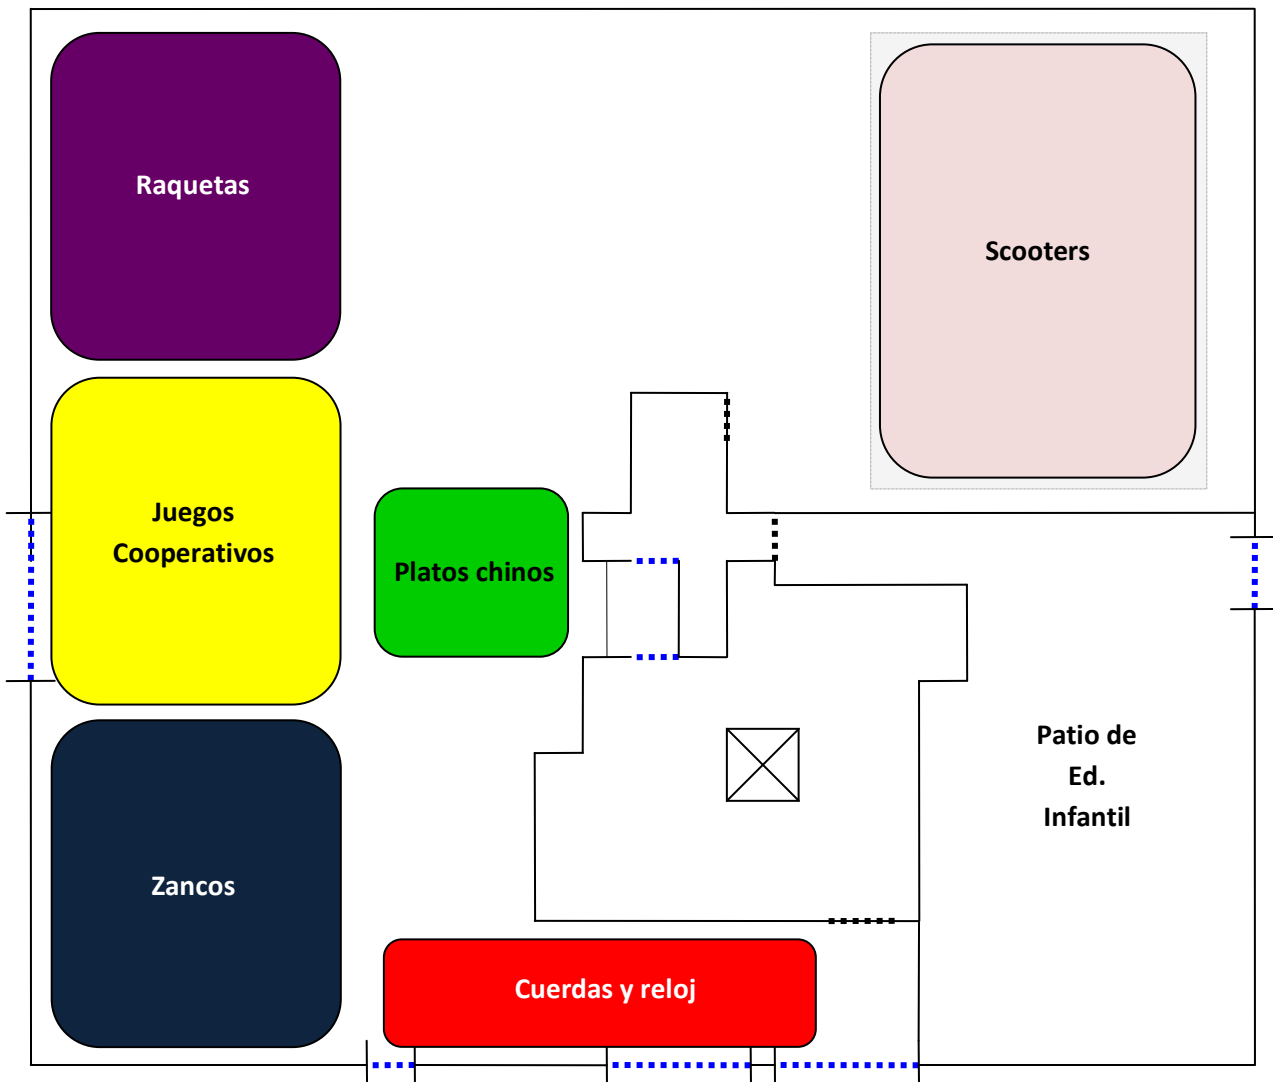 Raquetas
Scooters
Juegos
Cooperativos
Platos chinos
Patio de
Ed.
Infantil
Zancos
Cuerdas y reloj